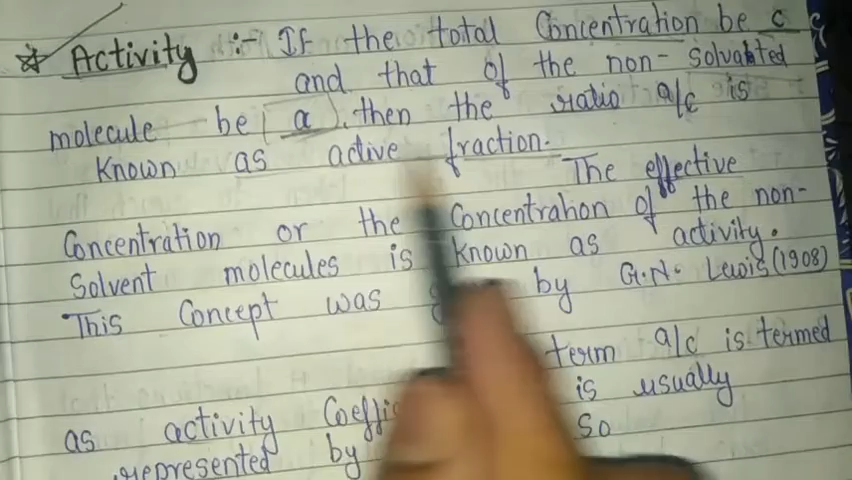 Activity :- If the total Concentration be c
and that of the non-solvated
molecule be a, then the ratio a/c is
Known as active fraction.
The effective
Concentration or the Concentration of the non-
Solvent molecules is known as activity.
This Concept was by G.N. Lewis (1908)
term a/c is termed
as activity is usually
represented by So